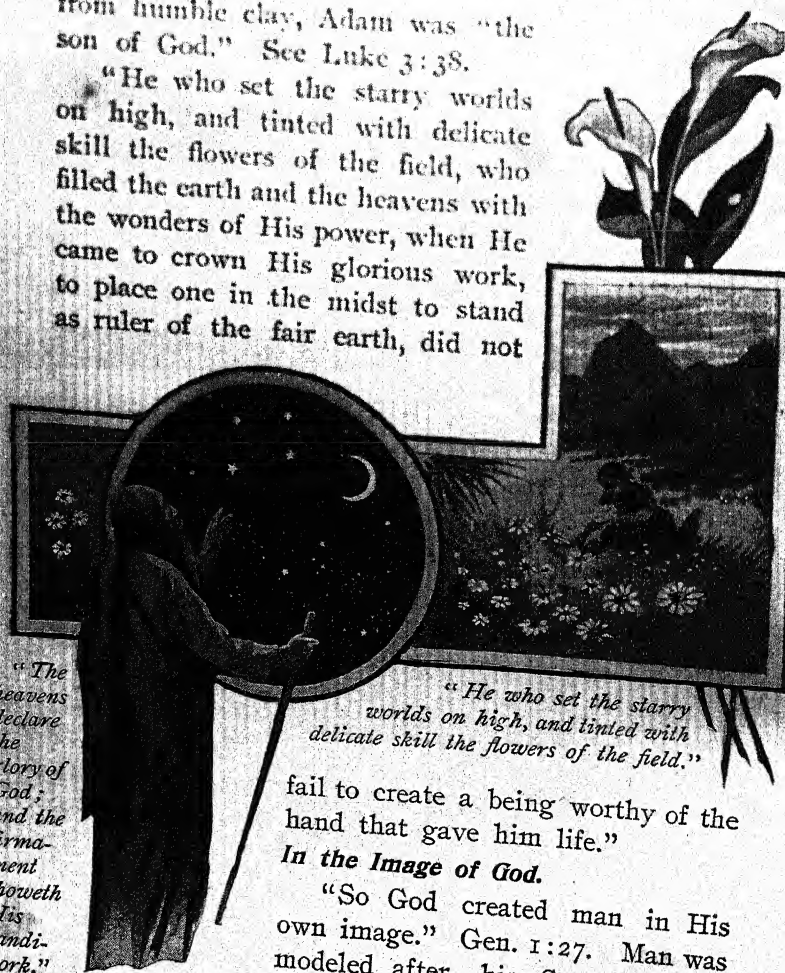 from humble clay, Adam was "the
son of God." See Luke 3:38.
"He who set the starry worlds
on high, and tinted with delicate
skill the flowers of the field, who
filled the earth and the heavens with
the wonders of His power, when He
came to crown His glorious work,
to place one in the midst to stand
as ruler of the fair earth, did not
"The
heavens
declare
the
glory of
God;
and the
firma-
ment
showeth
His
handi-
work."
"He who set the starry
worlds on high, and tinted with
delicate skill the flowers of the field."
fail to create a being worthy of the
hand that gave him life."
In the Image of God.
"So God created man in His
own image." Gen. 1:27. Man was
modeled after